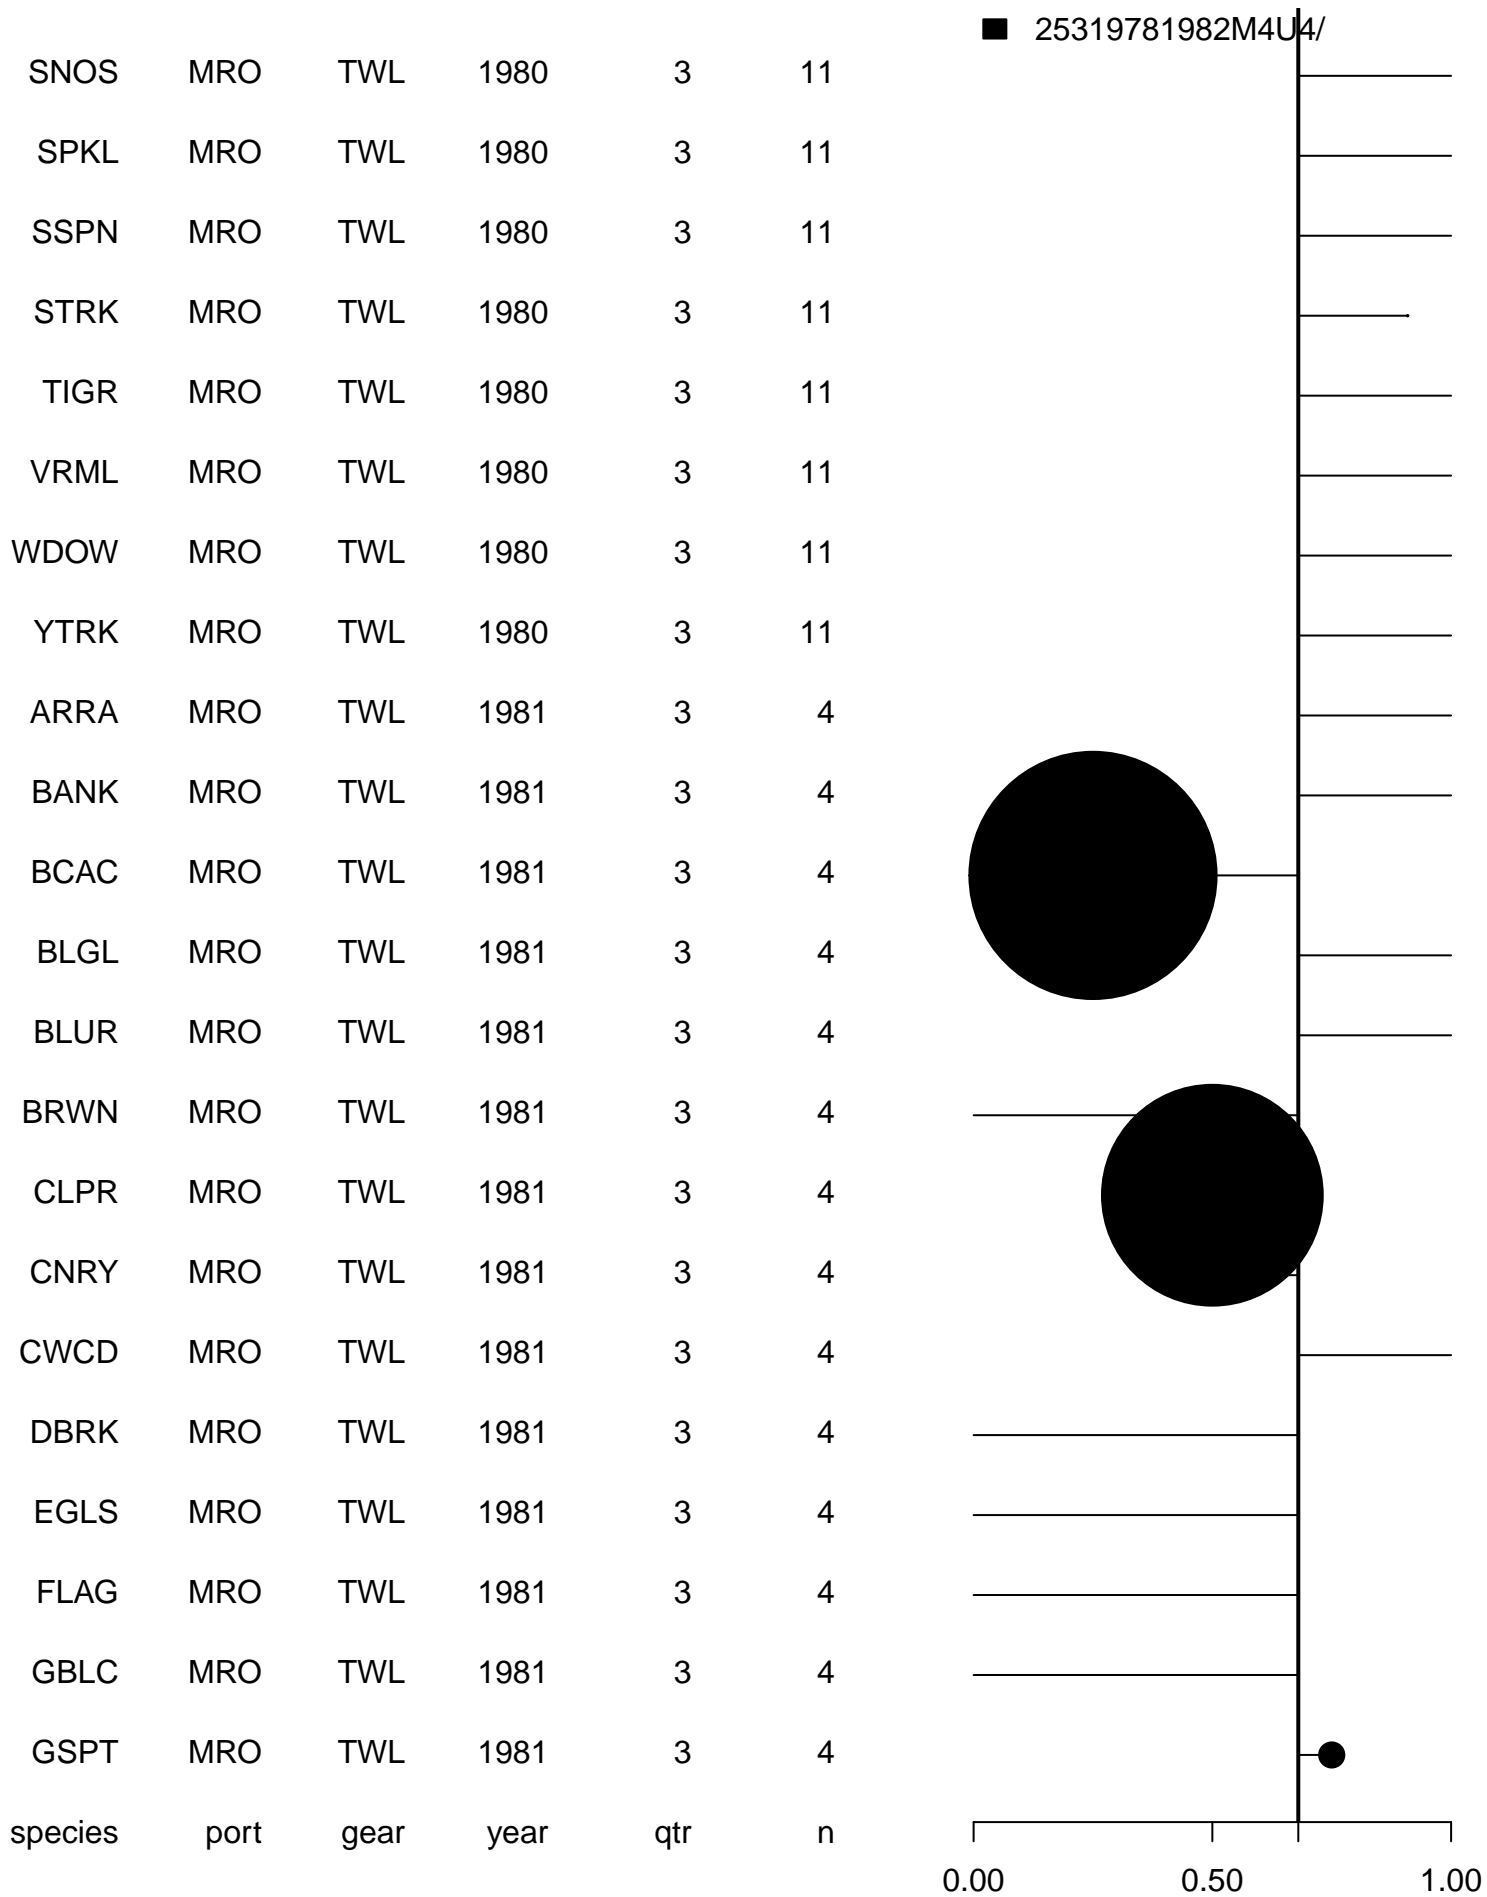 25319781982M4U4/
SNOS MRO TWL 1980 3 11
SPKL MRO TWL 1980 3 11
SSPN MRO TWL 1980 3 11
STRK MRO TWL 1980 3 11
TIGR MRO TWL 1980 3 11
VRML MRO TWL 1980 3 11
WDOW MRO TWL 1980 3 11
YTRK MRO TWL 1980 3 11
ARRA MRO TWL 1981 3 4
BANK MRO TWL 1981 3 4
BCAC MRO TWL 1981 3 4
BLGL MRO TWL 1981 3 4
BLUR MRO TWL 1981 3 4
BRWN MRO TWL 1981 3 4
CLPR MRO TWL 1981 3 4
CNRY MRO TWL 1981 3 4
CWCD MRO TWL 1981 3 4
DBRK MRO TWL 1981 3 4
EGLS MRO TWL 1981 3 4
FLAG MRO TWL 1981 3 4
GBLC MRO TWL 1981 3 4
GSPT MRO TWL 1981 3 4
species port gear year qtr n
0.00 0.50 1.00